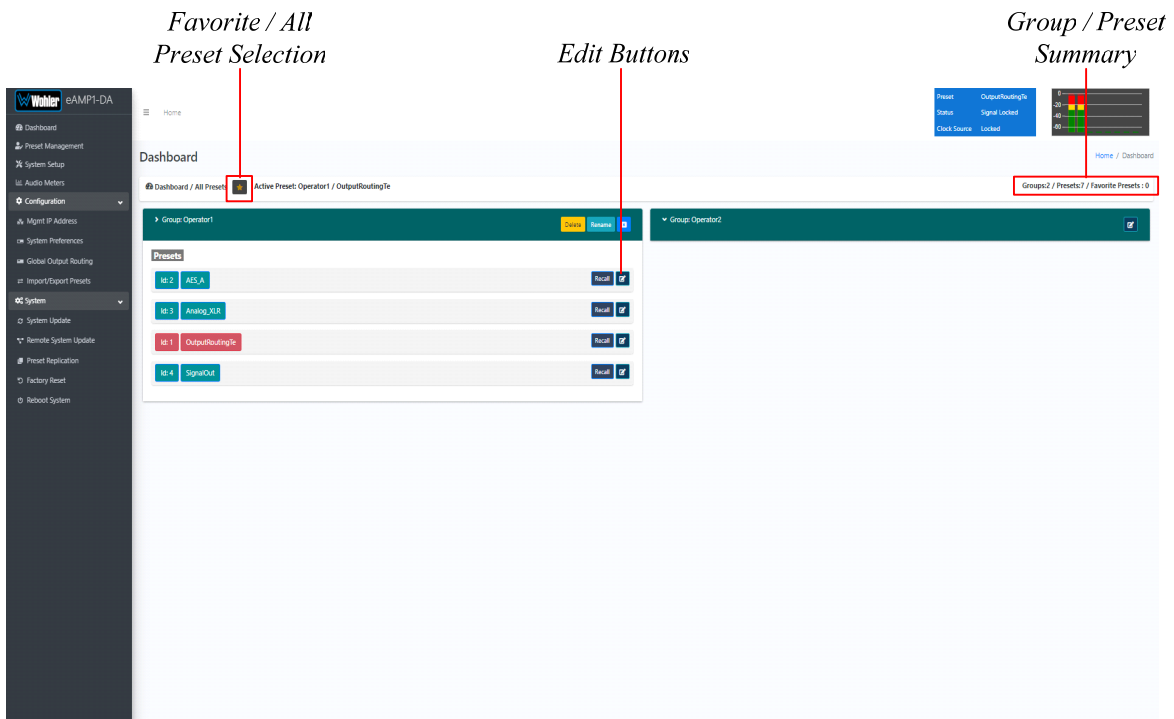 Favorite / All
Preset Selection
Edit Buttons
Group / Preset
Summary
Wohler eAMP1-DA
Dashboard
Preset Management
System Setup
Audio Meters
Configuration
Mgmt IP Address
System Preferences
Global Output Routing
Import/Export Presets
System
System Update
Remote System Update
Preset Replication
Factory Reset
Reboot System
Home
Preset OutputRoutingTe
Status Signal Locked
Clock Source Locked
0
-20
-40
-60
Dashboard
Home / Dashboard
Dashboard / All Presets
Active Preset: Operator1 / OutputRoutingTe
Groups:2 / Presets:7 / Favorite Presets : 0
Group: Operator1
Delete Rename
Group: Operator2
Presets
Id: 2 AES_A Recall
Id: 3 Analog_XLR Recall
Id: 1 OutputRoutingTe Recall
Id: 4 SignalOut Recall